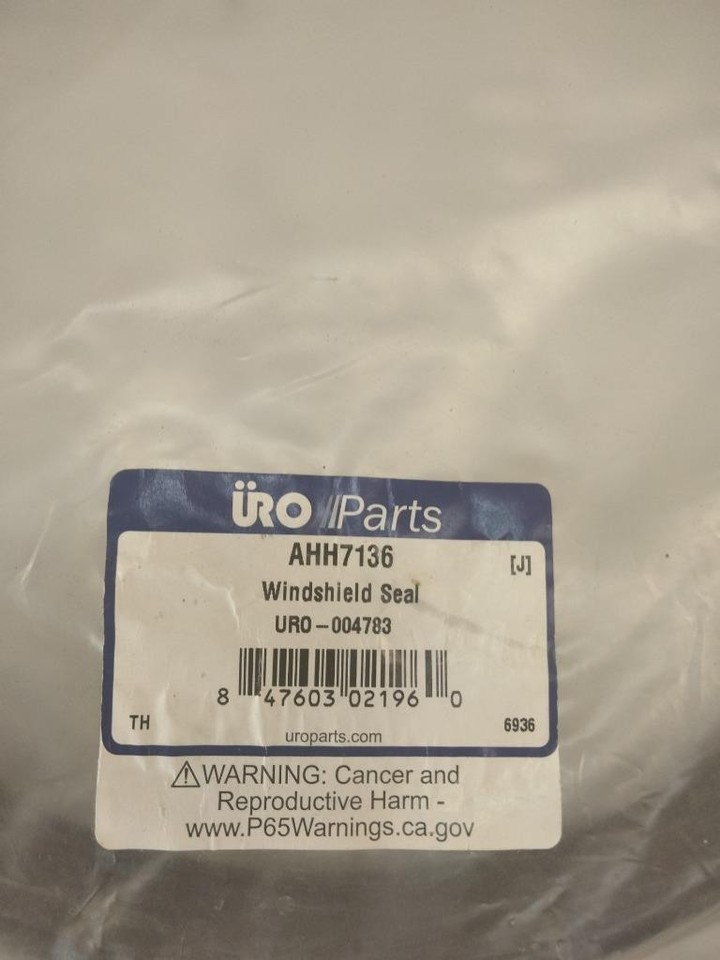 ÜRO //Parts
AHH7136
[J]
Windshield Seal
URO-004783
8 47603 02196 0
TH
uroparts.com
6936
⚠WARNING: Cancer and
Reproductive Harm -
www.P65Warnings.ca.gov